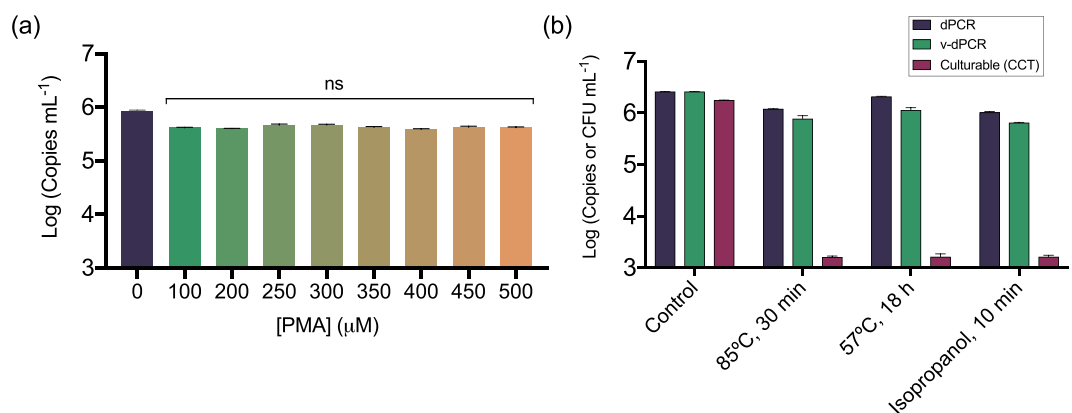 (a)
Log (Copies mL-1)
7
6
5
4
3
ns
0 100 200 250 300 350 400 450 500
[PMA] (µM)
(b)
dPCR
v-dPCR
Culturable (CCT)
Log (Copies or CFU mL-1)
7
6
5
4
3
Control
85ºC, 30 min
57ºC, 18 h
Isopropanol, 10 min